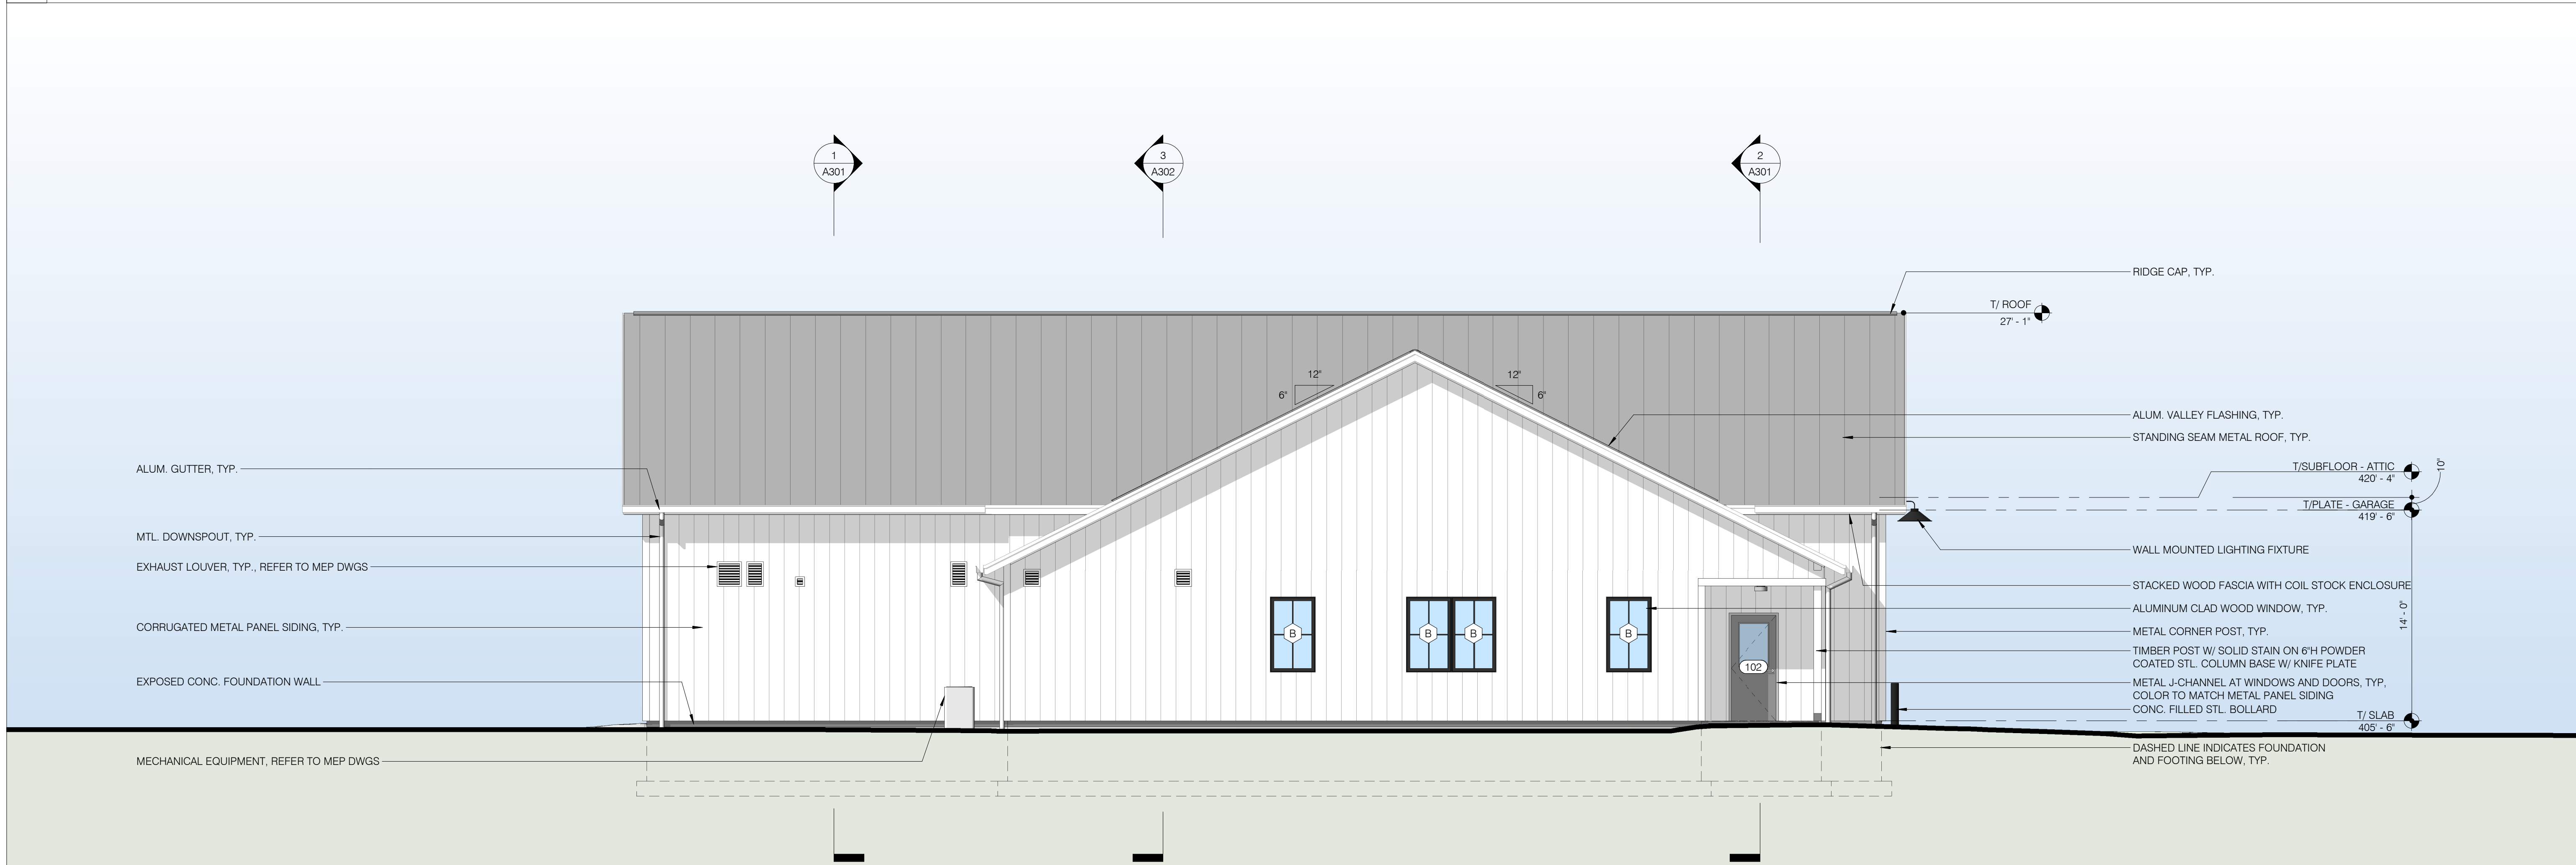 1
A301
3
A302
2
A301
RIDGE CAP, TYP.
T/ ROOF
27' - 1"
12"
6"
12"
6"
ALUM. VALLEY FLASHING, TYP.
STANDING SEAM METAL ROOF, TYP.
ALUM. GUTTER, TYP.
T/SUBFLOOR - ATTIC
420' - 4"
10"
T/PLATE - GARAGE
419' - 6"
MTL. DOWNSPOUT, TYP.
WALL MOUNTED LIGHTING FIXTURE
EXHAUST LOUVER, TYP., REFER TO MEP DWGS
STACKED WOOD FASCIA WITH COIL STOCK ENCLOSURE
ALUMINUM CLAD WOOD WINDOW, TYP.
14' - 0"
CORRUGATED METAL PANEL SIDING, TYP.
B
B
B
B
METAL CORNER POST, TYP.
TIMBER POST W/ SOLID STAIN ON 6"H POWDER
COATED STL. COLUMN BASE W/ KNIFE PLATE
102
EXPOSED CONC. FOUNDATION WALL
METAL J-CHANNEL AT WINDOWS AND DOORS, TYP,
COLOR TO MATCH METAL PANEL SIDING
CONC. FILLED STL. BOLLARD
T/ SLAB
405' - 6"
DASHED LINE INDICATES FOUNDATION
AND FOOTING BELOW, TYP.
MECHANICAL EQUIPMENT, REFER TO MEP DWGS